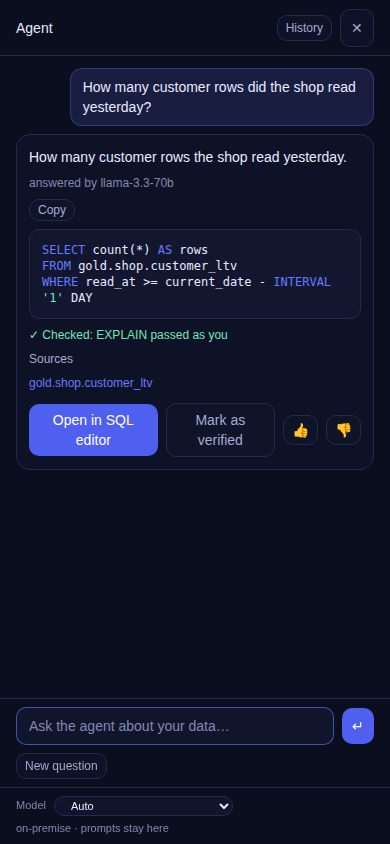 Agent
History
✕
How many customer rows did the shop read
yesterday?
How many customer rows the shop read yesterday.
answered by llama-3.3-70b
Copy
SELECT count(*) AS rows
FROM gold.shop.customer_ltv
WHERE read_at >= current_date - INTERVAL
'1' DAY
✓ Checked: EXPLAIN passed as you
Sources
gold.shop.customer_ltv
Open in SQL
editor
Mark as
verified
👍
👎
Ask the agent about your data…
↵
New question
Model
Auto
on-premise · prompts stay here